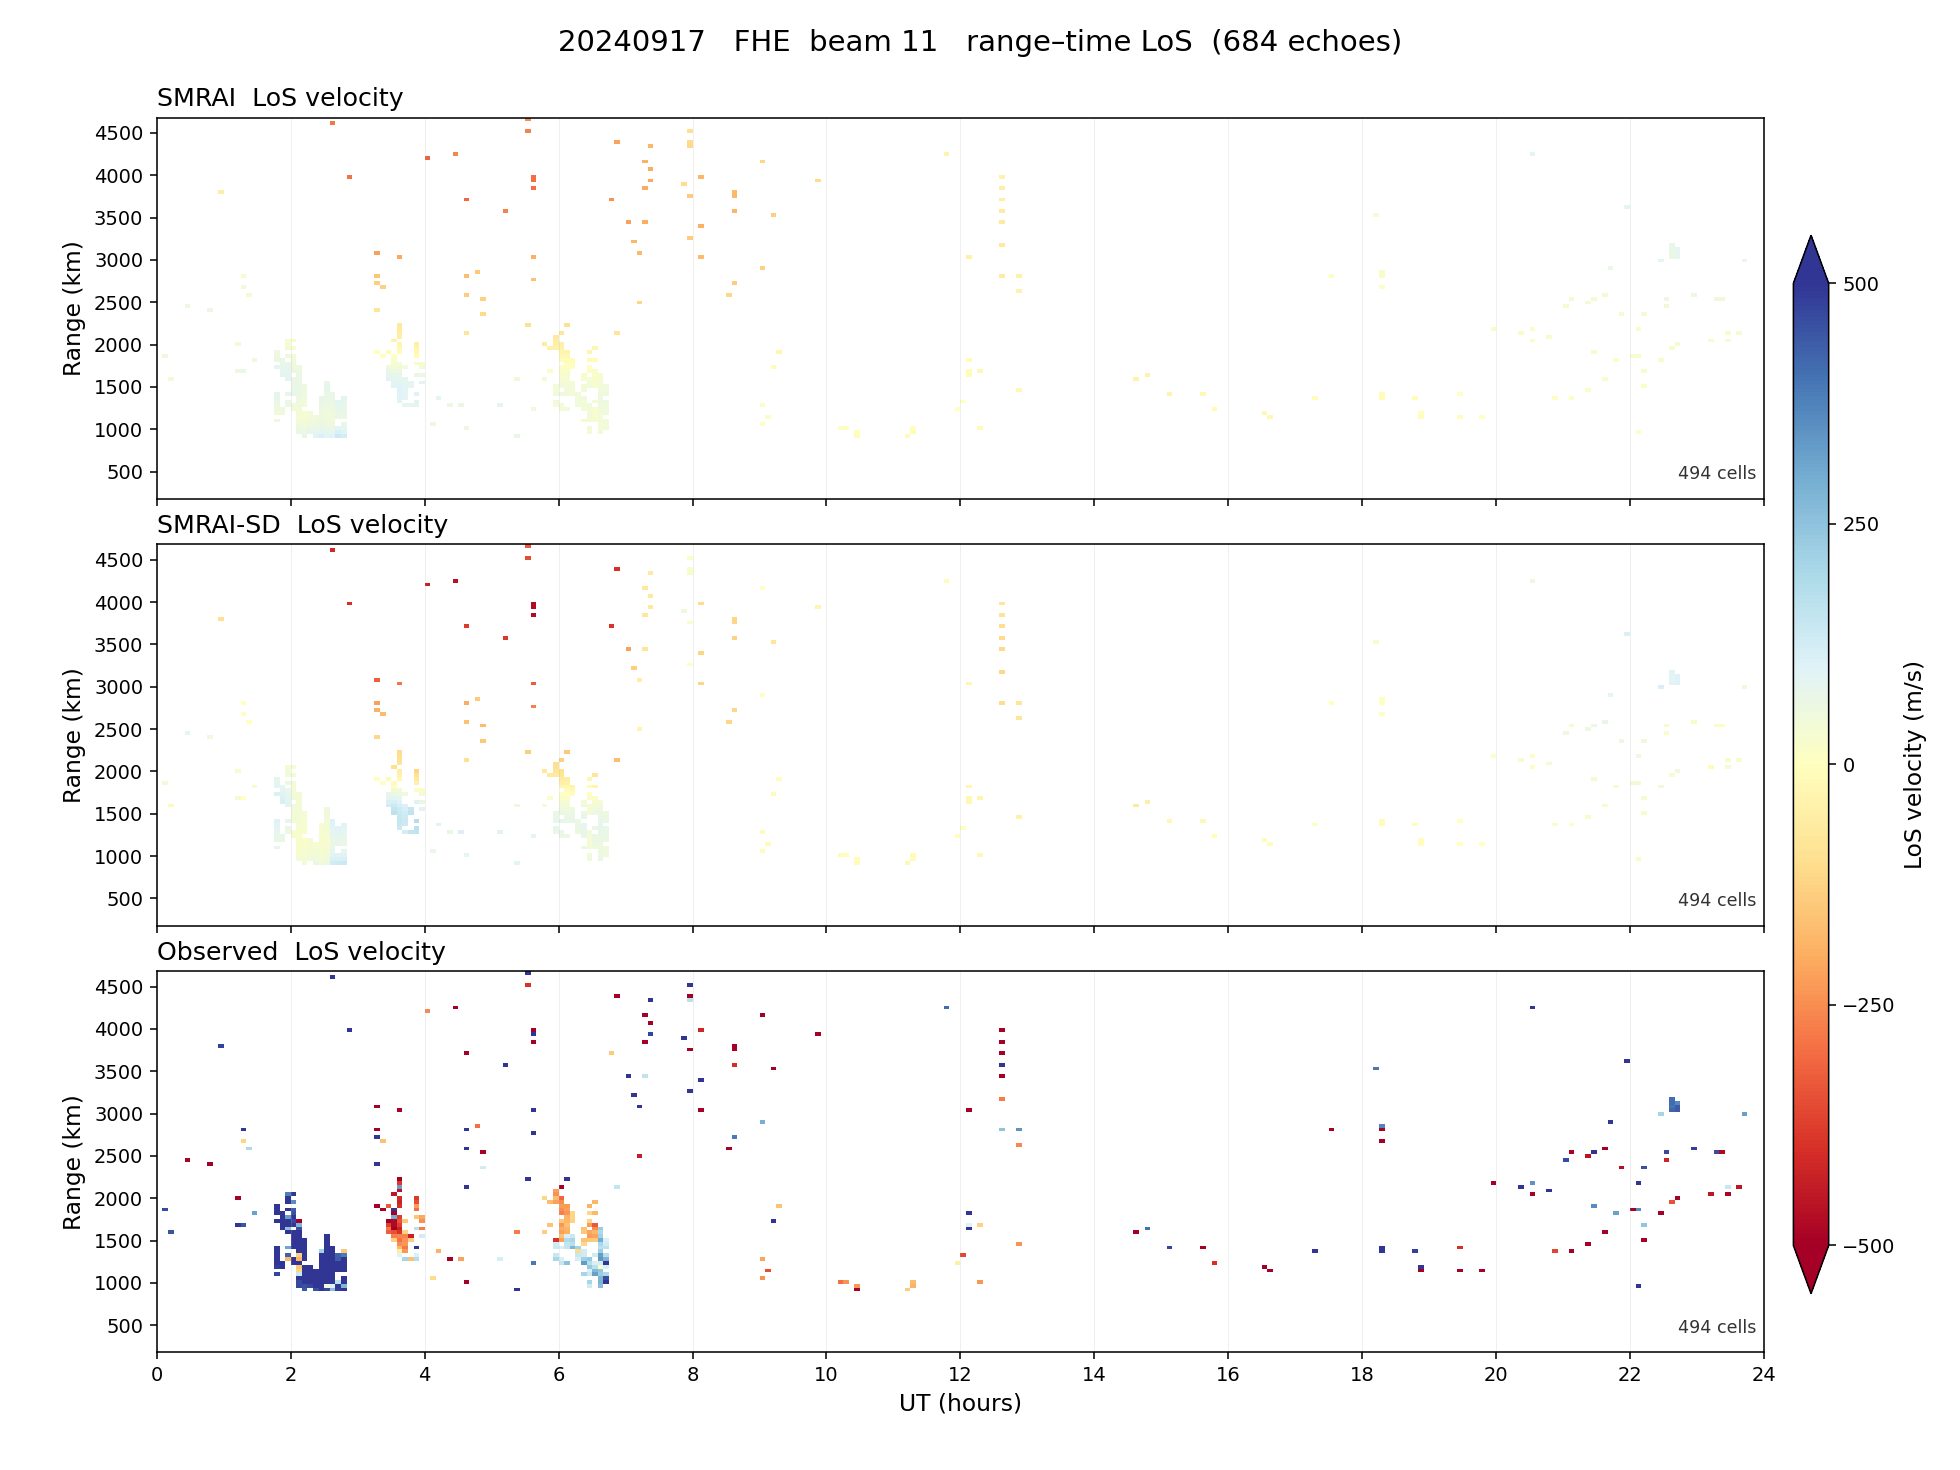 20240917   FHE  beam 11   range–time LoS  (684 echoes)
SMRAI  LoS velocity
4500
4000
3500
3000
2500
2000
1500
1000
500
Range (km)
494 cells
SMRAI-SD  LoS velocity
4500
4000
3500
3000
2500
2000
1500
1000
500
Range (km)
494 cells
Observed  LoS velocity
4500
4000
3500
3000
2500
2000
1500
1000
500
Range (km)
494 cells
0 2 4 6 8 10 12 14 16 18 20 22 24
UT (hours)
500
250
0
−250
−500
LoS velocity (m/s)